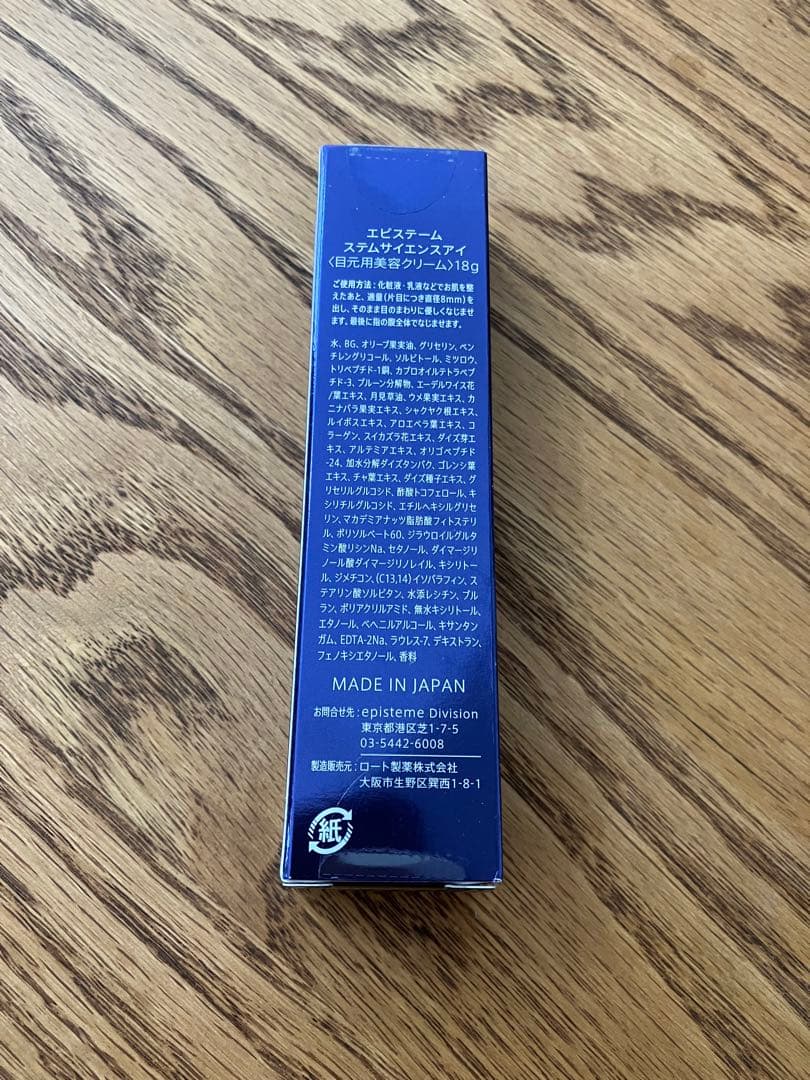 エピステーム
ステムサイエンスアイ
〈目元用美容クリーム〉18g
ご使用方法：化粧液・乳液などでお肌を整
えたあと、適量(片目につき直径8mm)を
出し、そのまま目のまわりに優しくなじませ
ます。最後に指の腹全体でなじませます。
水、BG、オリーブ果実油、グリセリン、ペン
チレングリコール、ソルビトール、ミツロウ、
トリペプチド-1銅、カプロオイルテトラペプ
チド-3、プルーン分解物、エーデルワイス花
/葉エキス、月見草油、ウメ果実エキス、カ
ニナバラ果実エキス、シャクヤク根エキス、
ルイボスエキス、アロエベラ葉エキス、コ
ラーゲン、スイカズラ花エキス、ダイズ芽エ
キス、アルテミアエキス、オリゴペプチド
-24、加水分解ダイズタンパク、ゴレンシ葉
エキス、チャ葉エキス、ダイズ種子エキス、グ
リセリルグルコシド、酢酸トコフェロール、キ
シリチルグルコシド、エチルヘキシルグリセ
リン、マカデミアナッツ脂肪酸フィトステリ
ル、ポリソルベート60、ジラウロイルグルタ
ミン酸リシンNa、セタノール、ダイマージリ
ノール酸ダイマージリノレイル、キシリトー
ル、ジメチコン、(C13,14)イソパラフィン、ス
テアリン酸ソルビタン、水添レシチン、プル
ラン、ポリアクリルアミド、無水キシリトール、
エタノール、ベヘニルアルコール、キサンタン
ガム、EDTA-2Na、ラウレス-7、デキストラン、
フェノキシエタノール、香料
MADE IN JAPAN
お問合せ先：episteme Division
東京都港区芝1-7-5
03-5442-6008
製造販売元：ロート製薬株式会社
大阪市生野区巽西1-8-1
紙